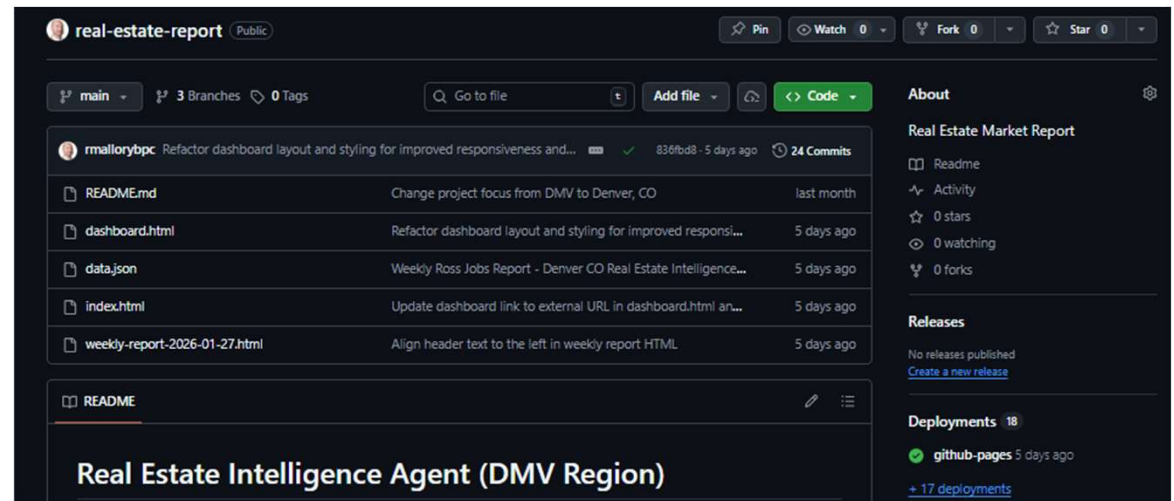 real-estate-report Public
Pin Watch 0 Fork 0 Star 0
main 3 Branches 0 Tags Go to file t Add file Code
rmallorybpc Refactor dashboard layout and styling for improved responsiveness and... 836fbd8 · 5 days ago 24 Commits
README.md Change project focus from DMV to Denver, CO last month
dashboard.html Refactor dashboard layout and styling for improved responsi... 5 days ago
data.json Weekly Ross Jobs Report - Denver CO Real Estate Intelligence... 5 days ago
index.html Update dashboard link to external URL in dashboard.html an... 5 days ago
weekly-report-2026-01-27.html Align header text to the left in weekly report HTML 5 days ago
README
Real Estate Intelligence Agent (DMV Region)
About
Real Estate Market Report
Readme
Activity
0 stars
0 watching
0 forks
Releases
No releases published
Create a new release
Deployments 18
github-pages 5 days ago
+ 17 deployments